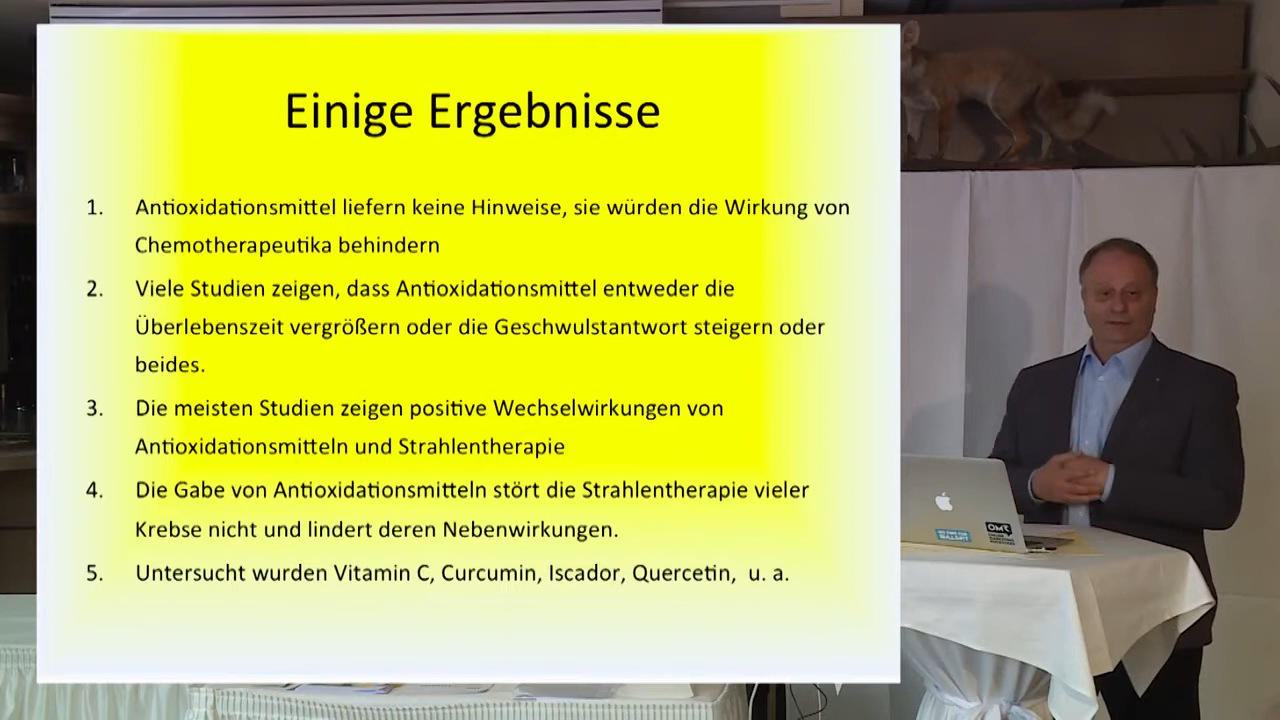 Einige Ergebnisse
1. Antioxidationsmittel liefern keine Hinweise, sie würden die Wirkung von
Chemotherapeutika behindern
2. Viele Studien zeigen, dass Antioxidationsmittel entweder die
Überlebenszeit vergrößern oder die Geschwulstantwort steigern oder
beides.
3. Die meisten Studien zeigen positive Wechselwirkungen von
Antioxidationsmitteln und Strahlentherapie
4. Die Gabe von Antioxidationsmitteln stört die Strahlentherapie vieler
Krebse nicht und lindert deren Nebenwirkungen.
5. Untersucht wurden Vitamin C, Curcumin, Iscador, Quercetin, u. a.
OMR